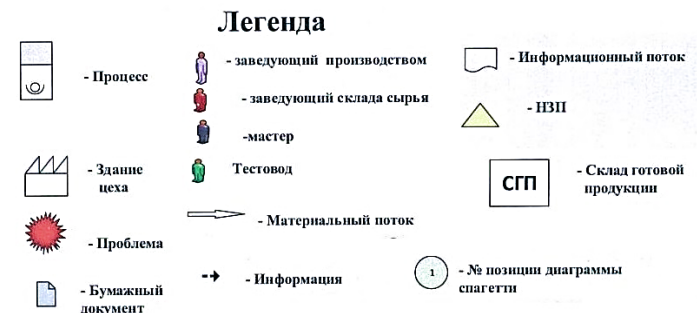 Легенда
- Процесс
- Здание
цеха
- Проблема
- Бумажный
документ
- заведующий производством
- заведующий склада сырья
-мастер
Тестовод
- Материальный поток
- Информация
- Информационный поток
- НЗП
СГП
- Склад готовой
продукции
1
- № позиции диаграммы
спагетти